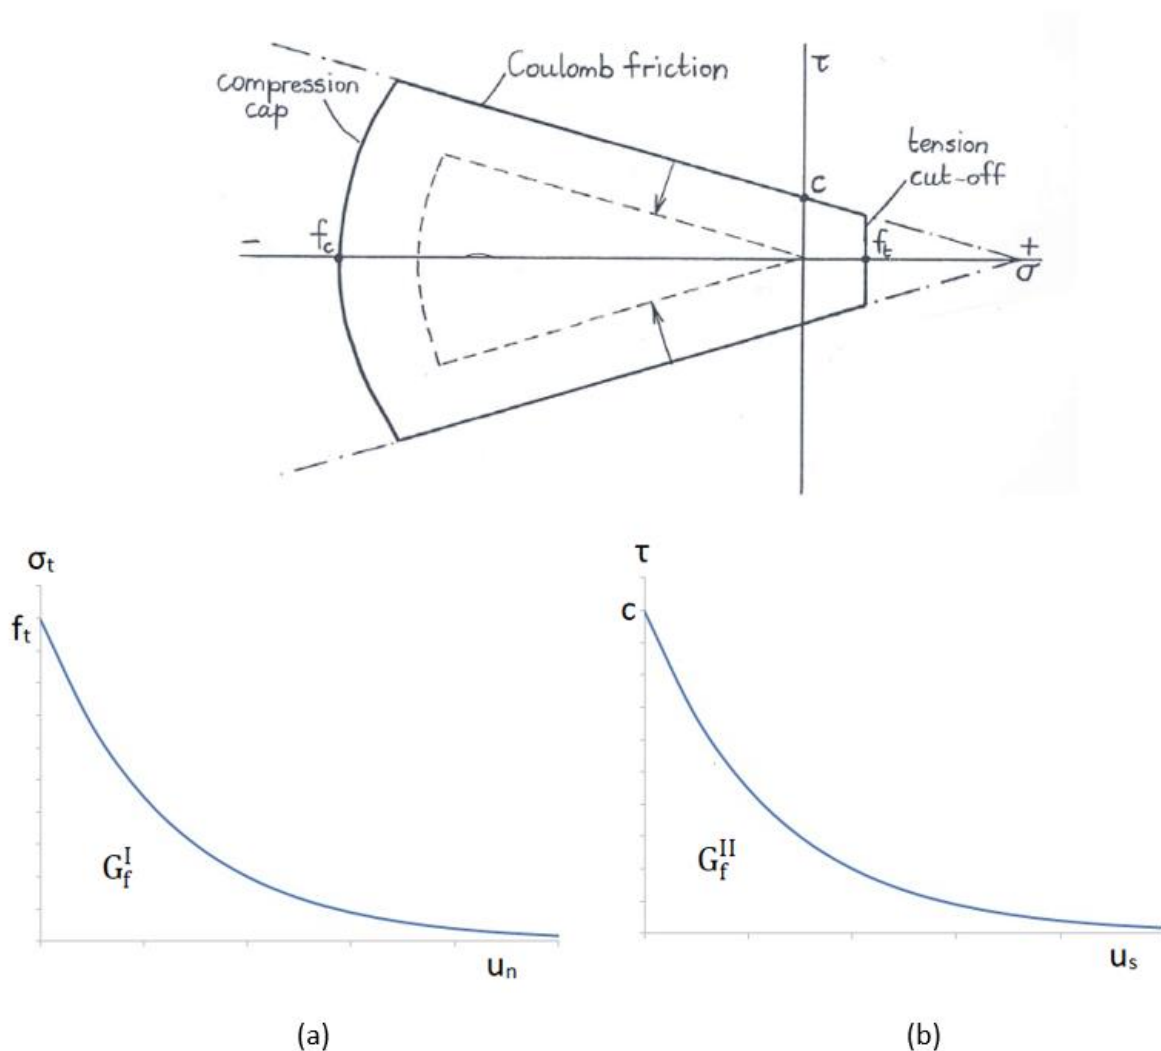 Coulomb friction
τ
compression
cap
tension
cut-off
c
- f_c f_t +
σ
σ_t
τ
f_t
c
G_f^I
G_f^II
u_n
u_s
(a)
(b)